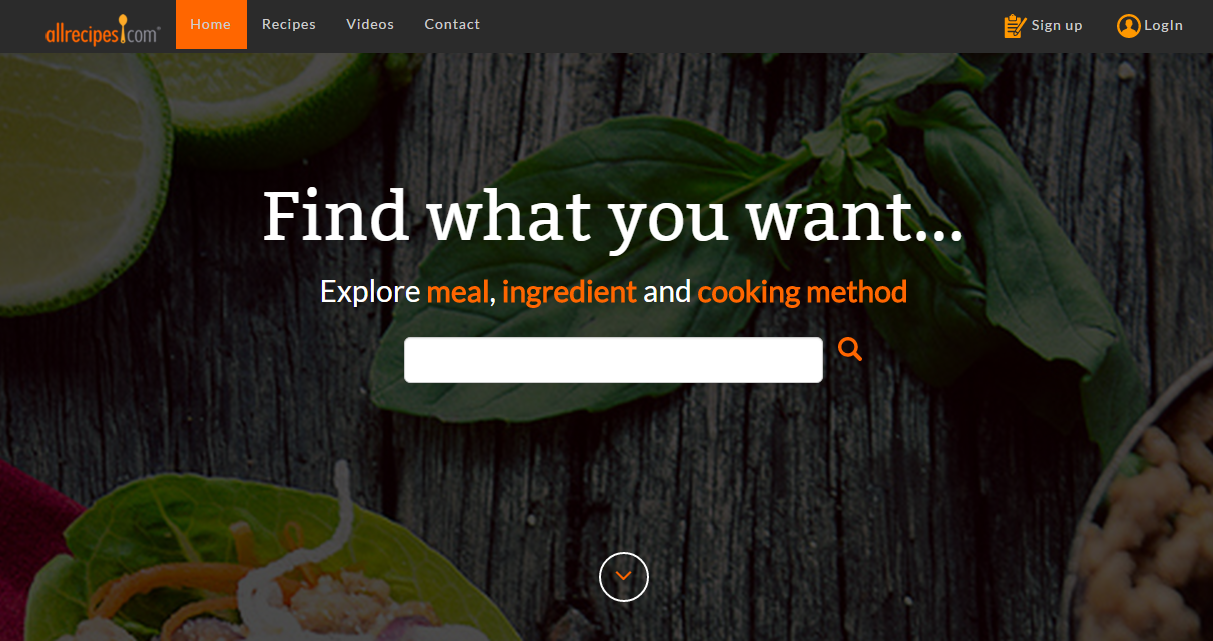 allrecipes.com
Home
Recipes
Videos
Contact
Sign up
LogIn
Find what you want...
Explore meal, ingredient and cooking method